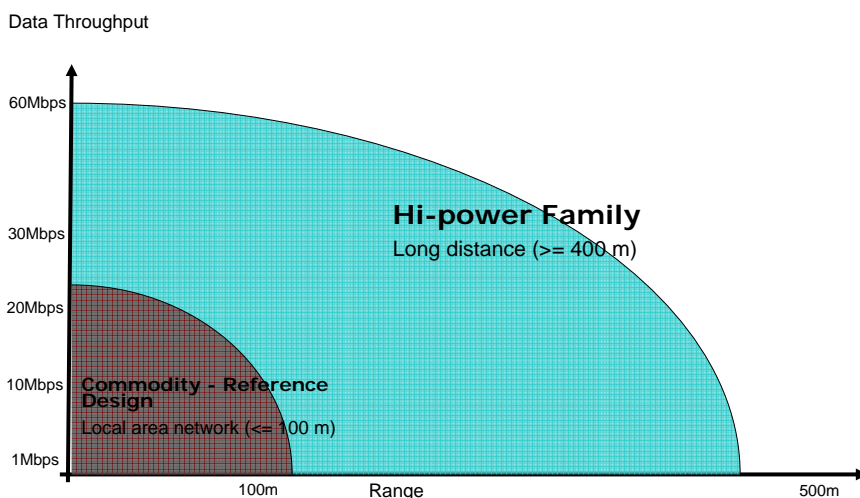 Data Throughput
60Mbps
Hi-power Family
Long distance (>= 400 m)
30Mbps
20Mbps
10Mbps
Commodity - Reference
Design
Local area network (<= 100 m)
1Mbps
100m
Range
500m